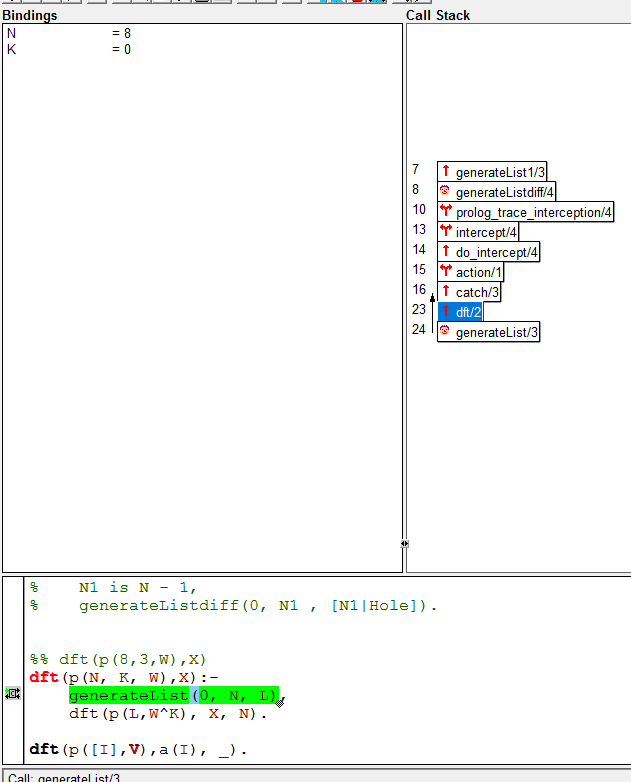 Bindings
Call Stack
N = 8
K = 0
7 generateList1/3
8 generateListdiff/4
10 prolog_trace_interception/4
13 intercept/4
14 do_intercept/4
15 action/1
16 catch/3
23 dft/2
24 generateList/3
% N1 is N - 1,
% generateListdiff(0, N1 , [N1|Hole]).
%% dft(p(8,3,W),X)
dft(p(N, K, W),X):-
generateList(0, N, L),
dft(p(L,W^K), X, N).
dft(p([I],V),a(I), _).
Call: generateList/3